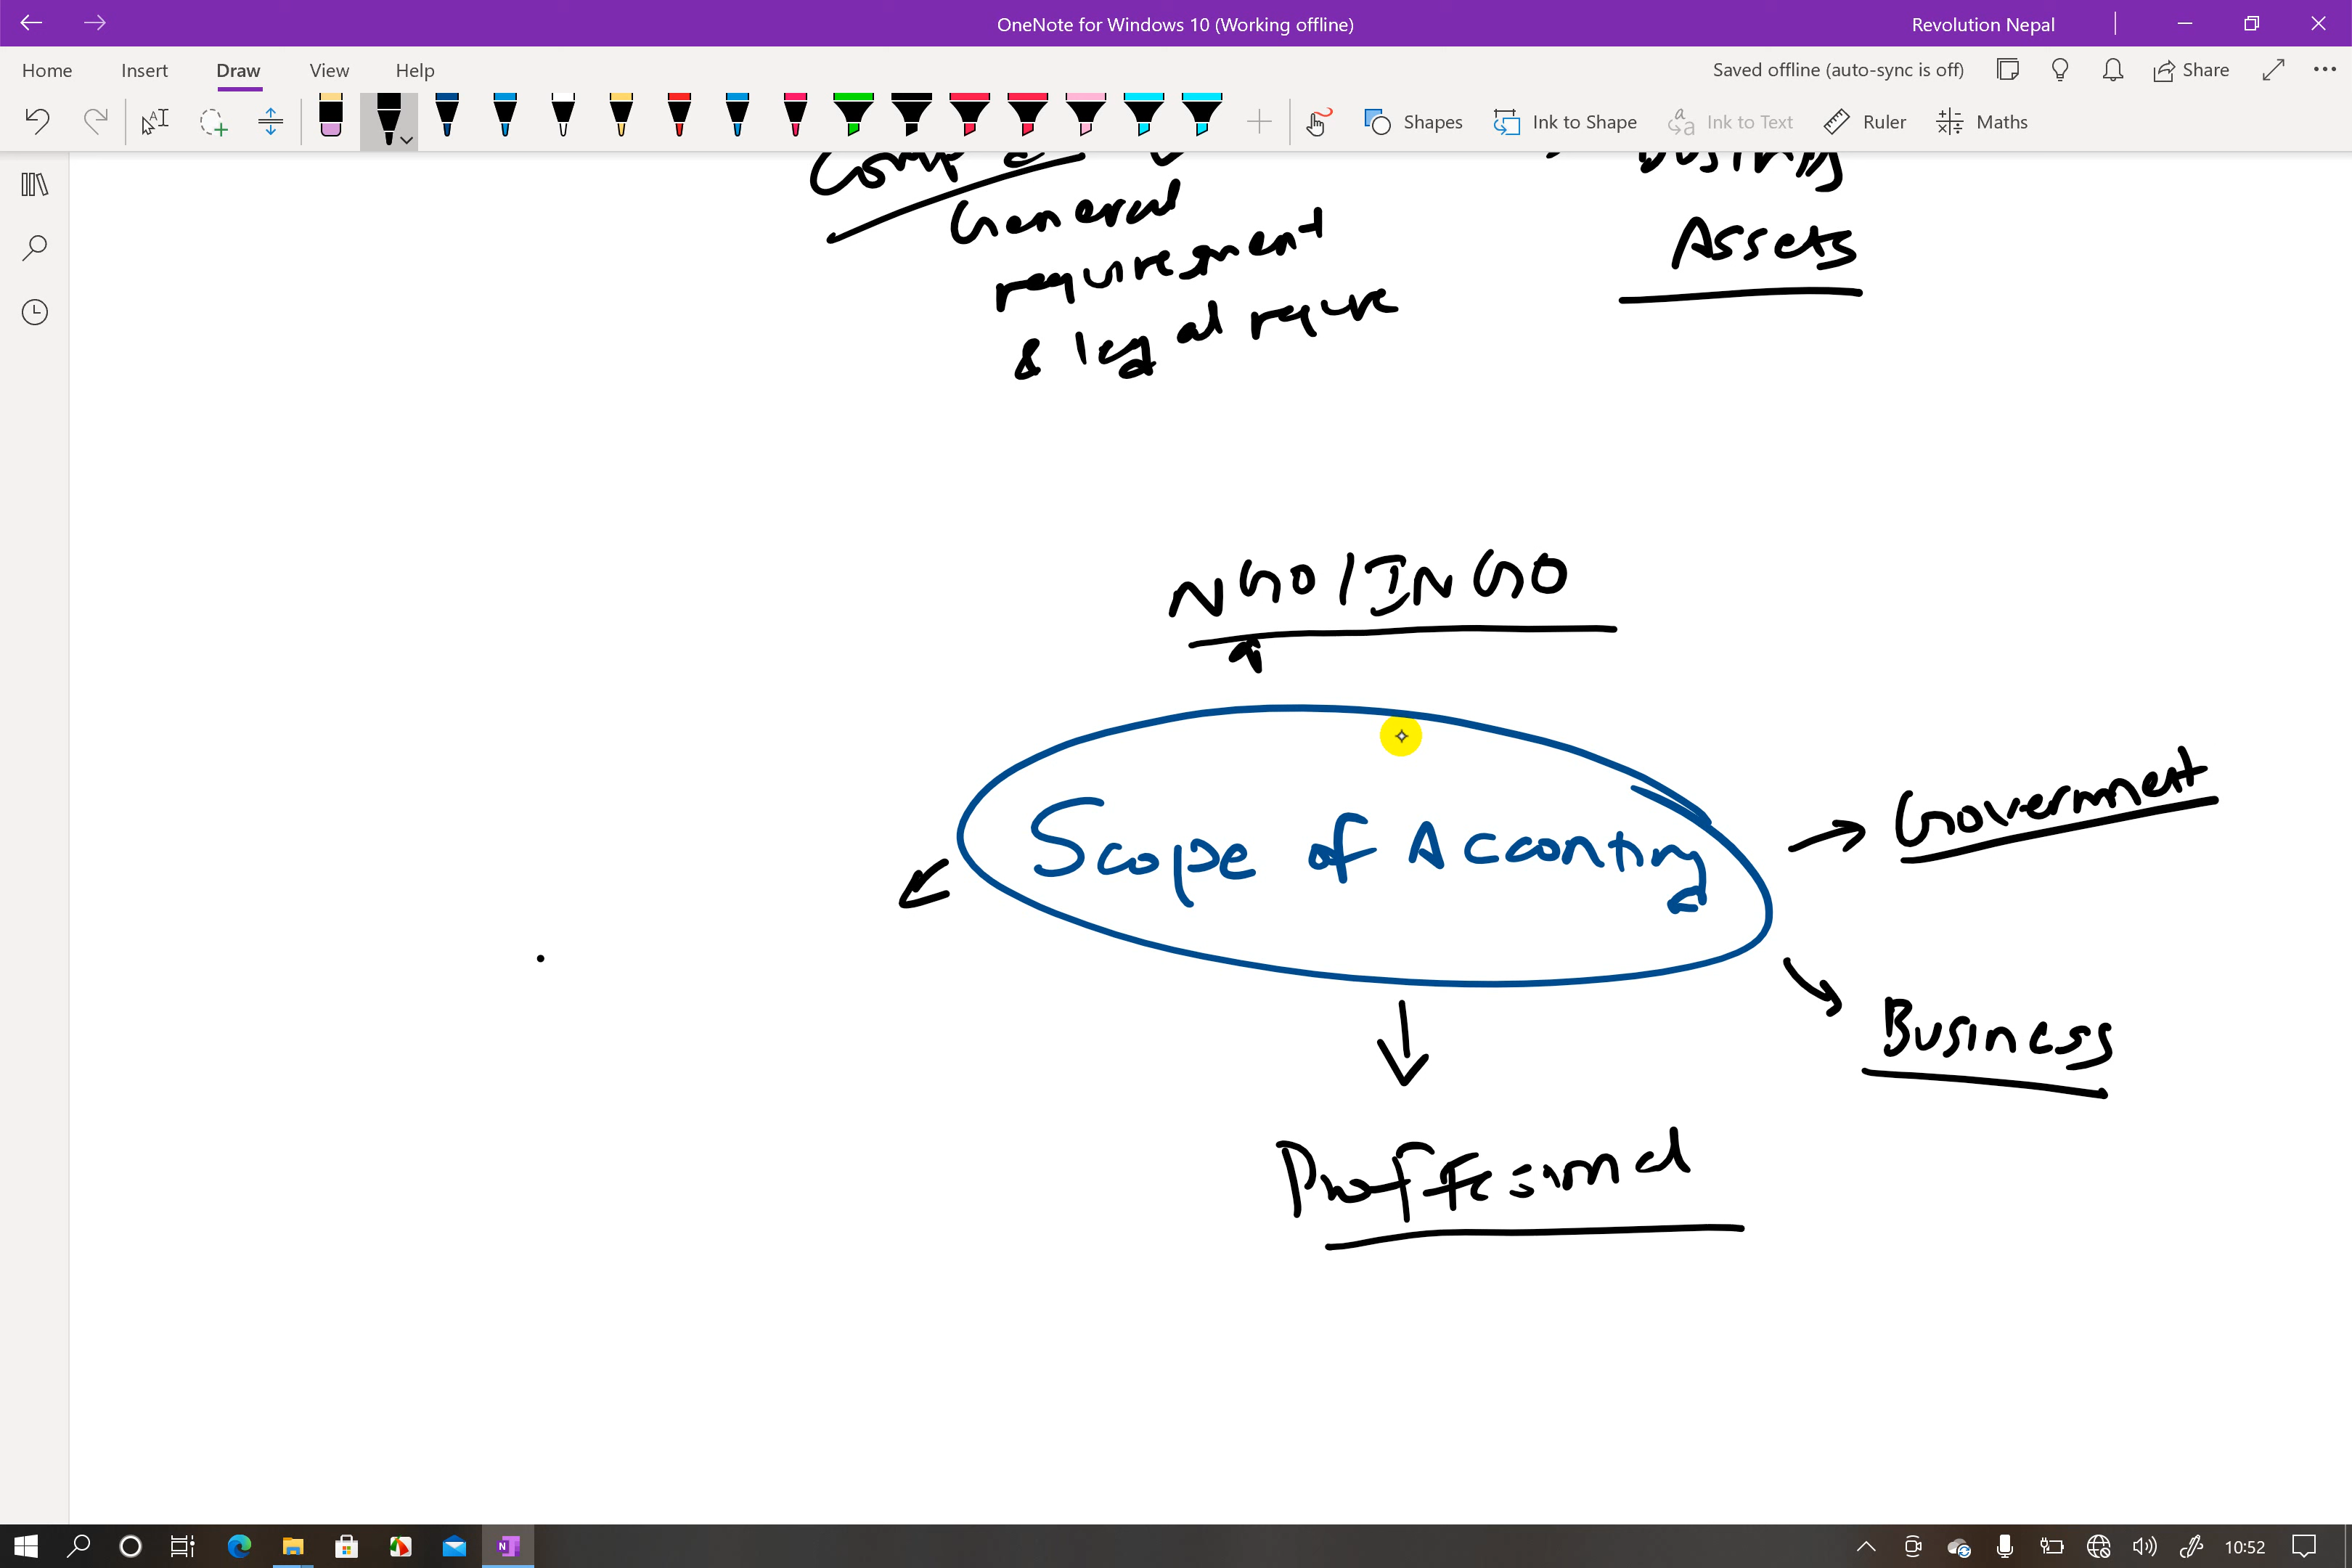 OneNote for Windows 10 (Working offline)
Revolution Nepal
Home Insert Draw View Help
Saved offline (auto-sync is off)
Share
Shapes
Ink to Shape
Ink to Text
Ruler
Maths
General
requirement
& legal requre
Assets
NGO/INGO
Scope of Acconting
Government
Business
Proffesional
10:52